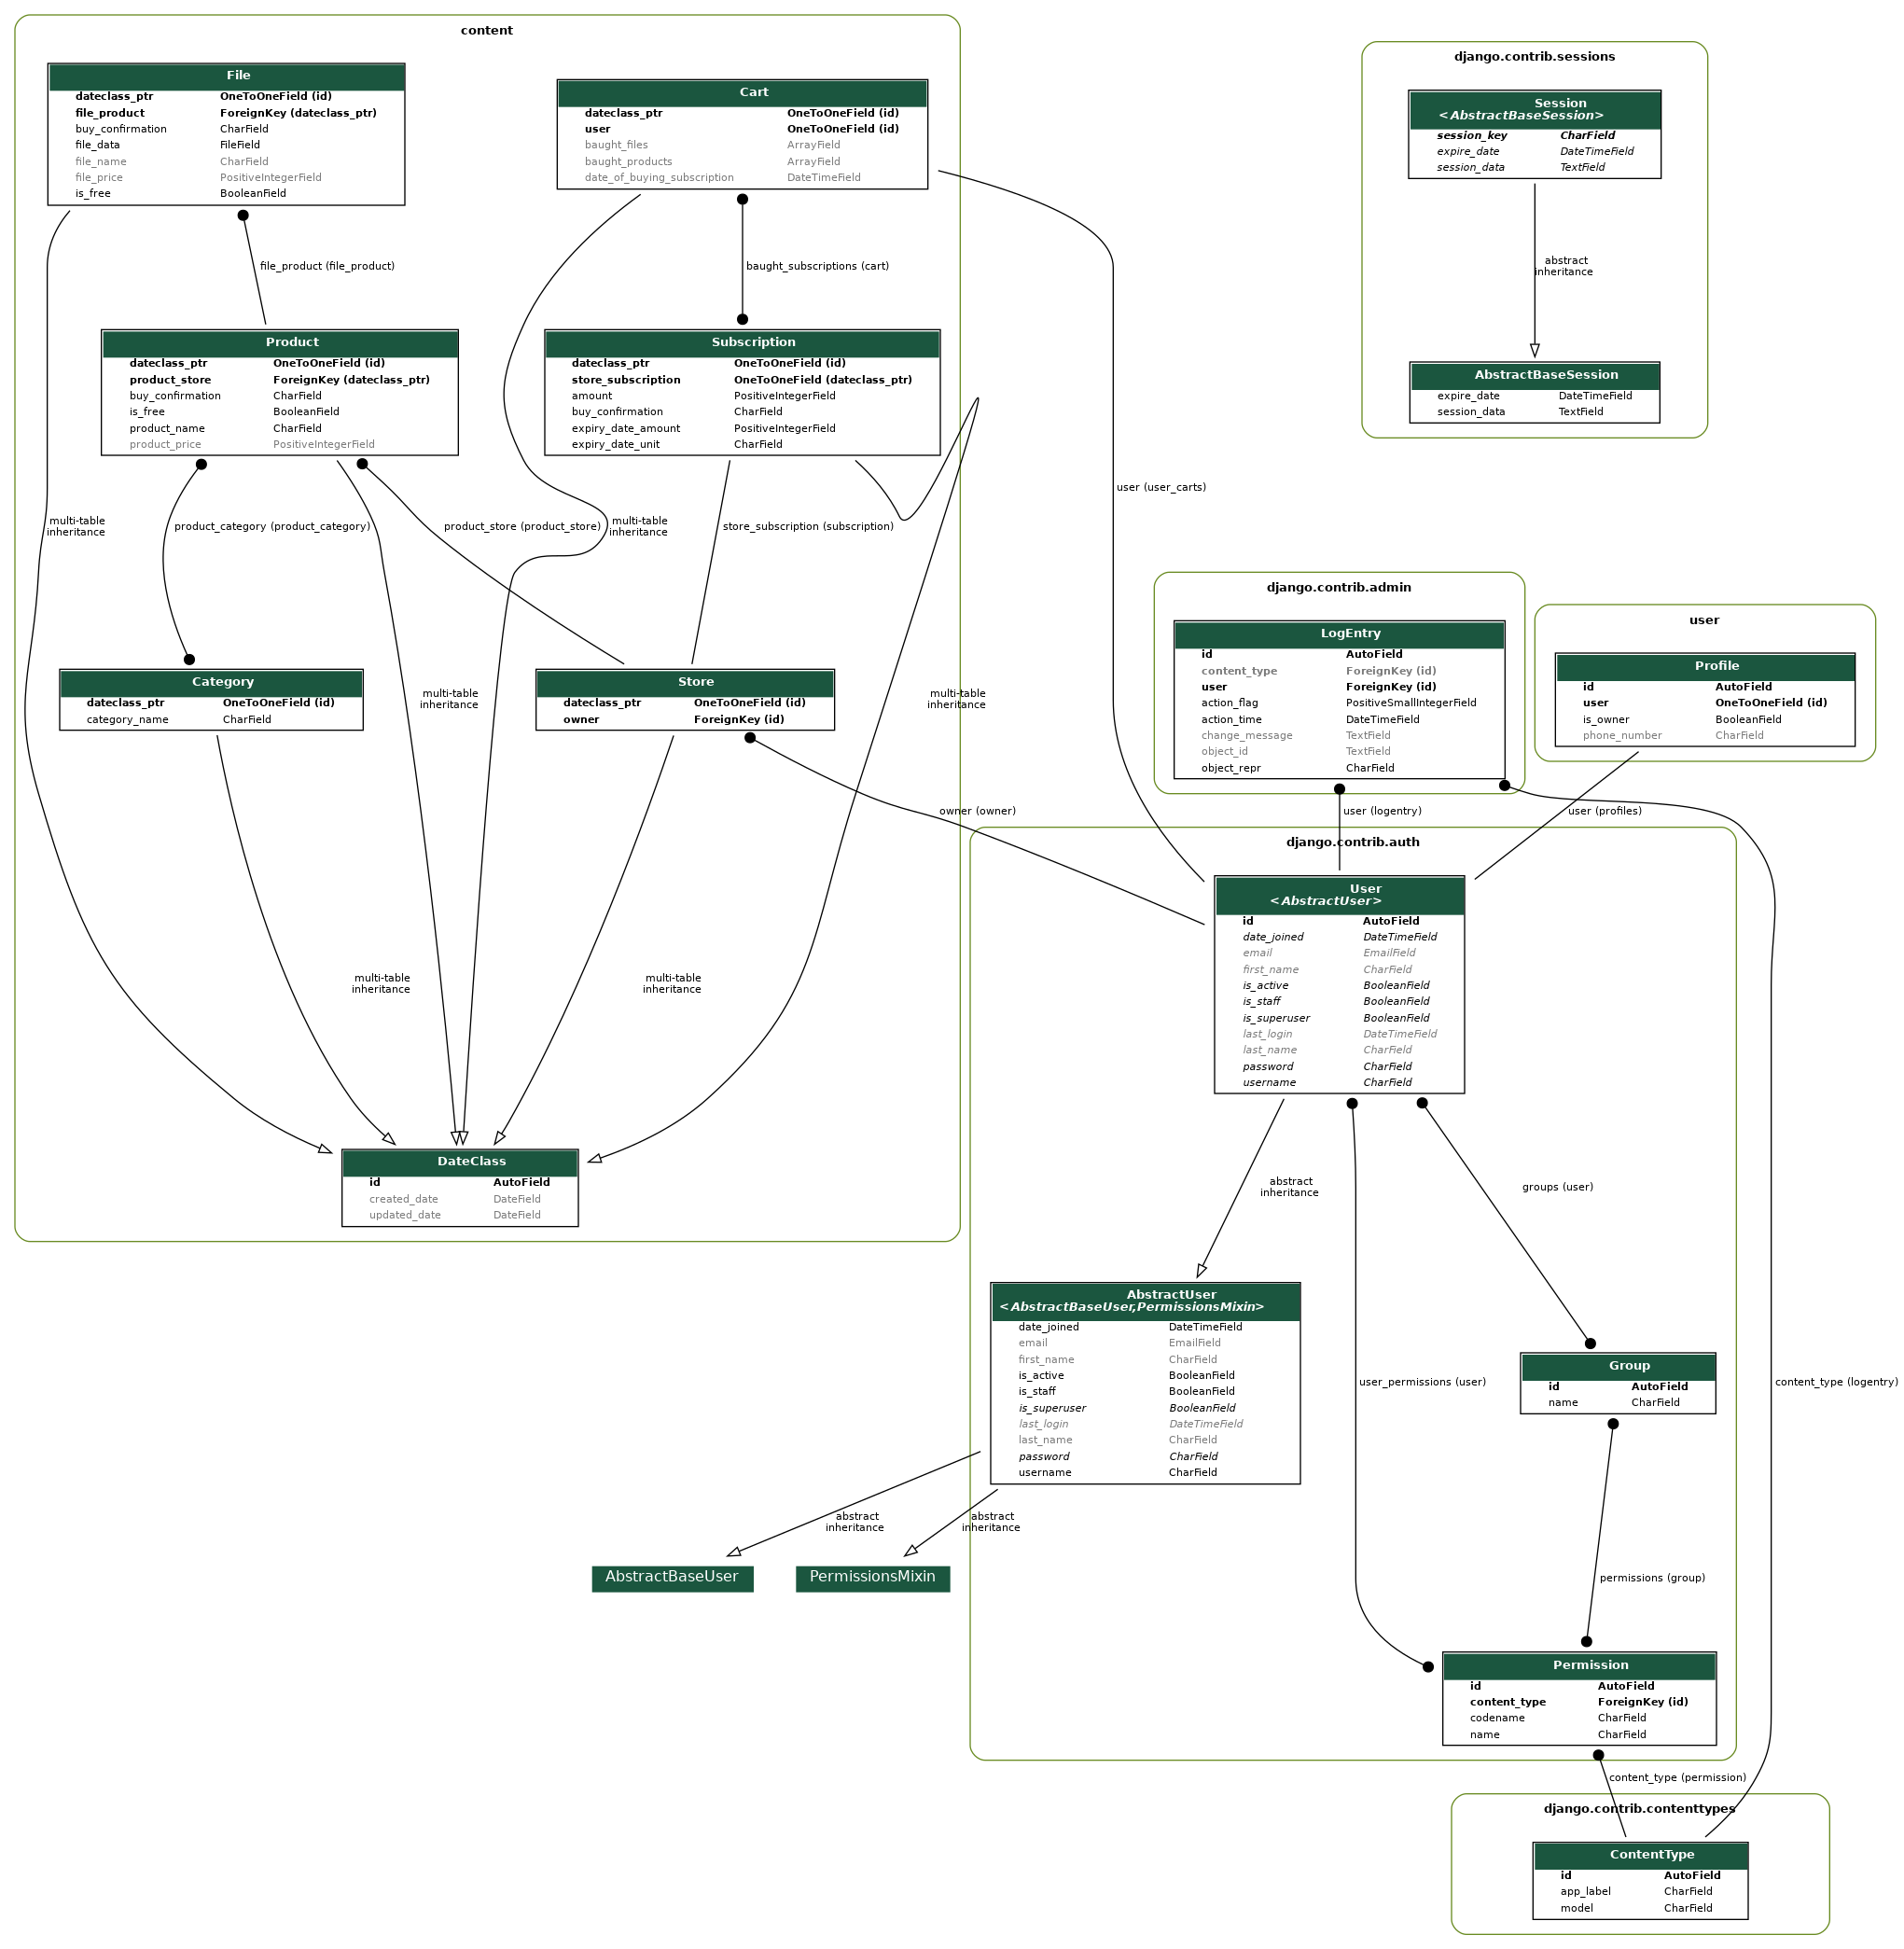 content
File
dateclass_ptr OneToOneField (id)
file_product ForeignKey (dateclass_ptr)
buy_confirmation CharField
file_data FileField
file_name CharField
file_price PositiveIntegerField
is_free BooleanField
Cart
dateclass_ptr OneToOneField (id)
user OneToOneField (id)
baught_files ArrayField
baught_products ArrayField
date_of_buying_subscription DateTimeField
django.contrib.sessions
Session
<AbstractBaseSession>
session_key CharField
expire_date DateTimeField
session_data TextField
file_product (file_product)
baught_subscriptions (cart)
abstract
inheritance
Product
dateclass_ptr OneToOneField (id)
product_store ForeignKey (dateclass_ptr)
buy_confirmation CharField
is_free BooleanField
product_name CharField
product_price PositiveIntegerField
Subscription
dateclass_ptr OneToOneField (id)
store_subscription OneToOneField (dateclass_ptr)
amount PositiveIntegerField
buy_confirmation CharField
expiry_date_amount PositiveIntegerField
expiry_date_unit CharField
AbstractBaseSession
expire_date DateTimeField
session_data TextField
user (user_carts)
multi-table
inheritance
product_category (product_category)
product_store (product_store)
multi-table
inheritance
store_subscription (subscription)
django.contrib.admin
LogEntry
id AutoField
content_type ForeignKey (id)
user ForeignKey (id)
action_flag PositiveSmallIntegerField
action_time DateTimeField
change_message TextField
object_id TextField
object_repr CharField
user
Profile
id AutoField
user OneToOneField (id)
is_owner BooleanField
phone_number CharField
Category
dateclass_ptr OneToOneField (id)
category_name CharField
multi-table
inheritance
Store
dateclass_ptr OneToOneField (id)
owner ForeignKey (id)
multi-table
inheritance
owner (owner)
user (logentry)
user (profiles)
django.contrib.auth
User
<AbstractUser>
id AutoField
date_joined DateTimeField
email EmailField
first_name CharField
is_active BooleanField
is_staff BooleanField
is_superuser BooleanField
last_login DateTimeField
last_name CharField
password CharField
username CharField
multi-table
inheritance
multi-table
inheritance
DateClass
id AutoField
created_date DateField
updated_date DateField
abstract
inheritance
groups (user)
AbstractUser
<AbstractBaseUser,PermissionsMixin>
date_joined DateTimeField
email EmailField
first_name CharField
is_active BooleanField
is_staff BooleanField
is_superuser BooleanField
last_login DateTimeField
last_name CharField
password CharField
username CharField
user_permissions (user)
Group
id AutoField
name CharField
content_type (logentry)
abstract
inheritance
abstract
inheritance
AbstractBaseUser
PermissionsMixin
permissions (group)
Permission
id AutoField
content_type ForeignKey (id)
codename CharField
name CharField
content_type (permission)
django.contrib.contenttypes
ContentType
id AutoField
app_label CharField
model CharField